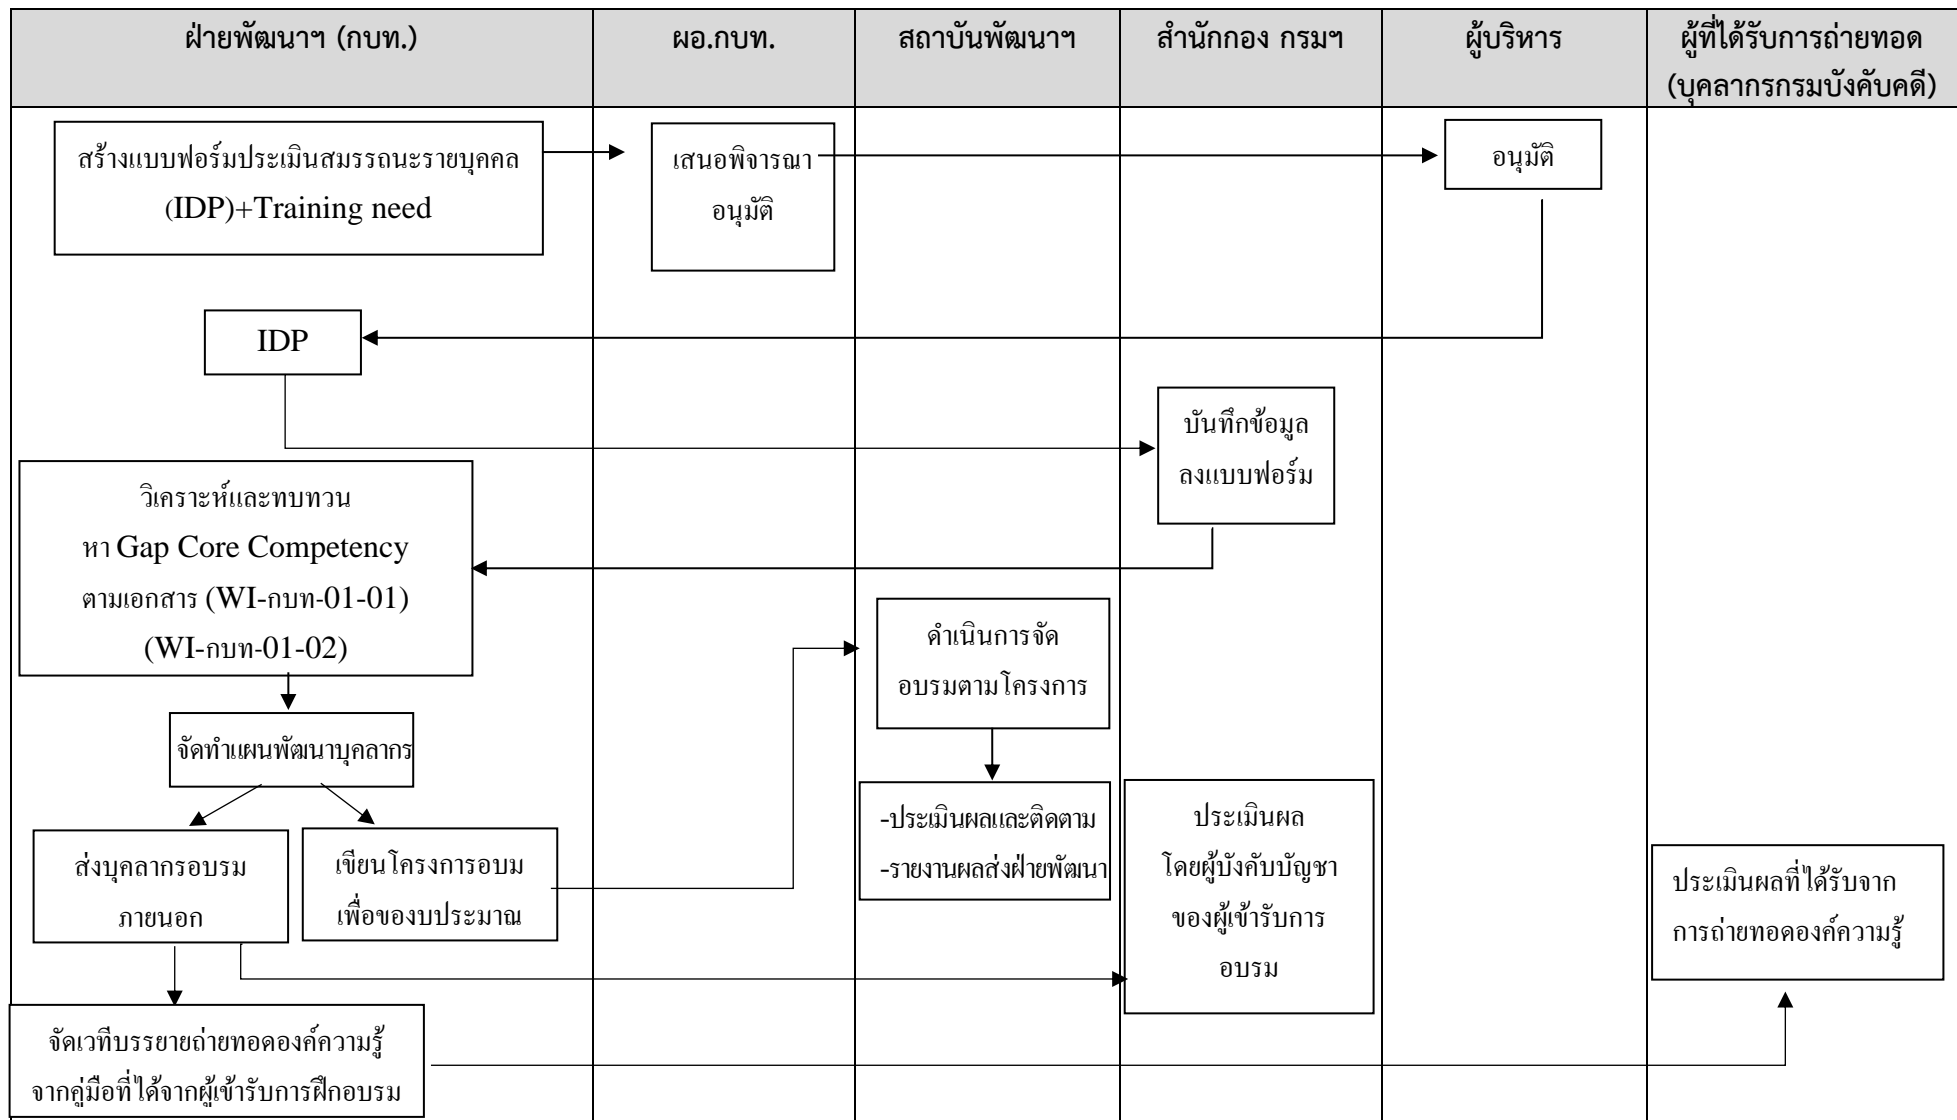 ฝ่ายพัฒนาฯ (กบท.)
ผอ.กบท.
สถาบันพัฒนาฯ
สำนักกอง กรมฯ
ผู้บริหาร
ผู้ที่ได้รับการถ่ายทอด
(บุคลากรกรมบังคับคดี)
สร้างแบบฟอร์มประเมินสมรรถนะรายบุคคล
(IDP)+Training need
เสนอพิจารณา
อนุมัติ
อนุมัติ
IDP
บันทึกข้อมูล
ลงแบบฟอร์ม
วิเคราะห์และทบทวน
หา Gap Core Competency
ตามเอกสาร (WI-กบท-01-01)
(WI-กบท-01-02)
ดำเนินการจัด
อบรมตามโครงการ
จัดทำแผนพัฒนาบุคลากร
-ประเมินผลและติดตาม
-รายงานผลส่งฝ่ายพัฒนา
ประเมินผล
โดยผู้บังคับบัญชา
ของผู้เข้ารับการ
อบรม
ส่งบุคลากรอบรม
ภายนอก
เขียนโครงการอบม
เพื่อของบประมาณ
ประเมินผลที่ได้รับจาก
การถ่ายทอดองค์ความรู้
จัดเวทีบรรยายถ่ายทอดองค์ความรู้
จากคู่มือที่ได้จากผู้เข้ารับการฝึกอบรม